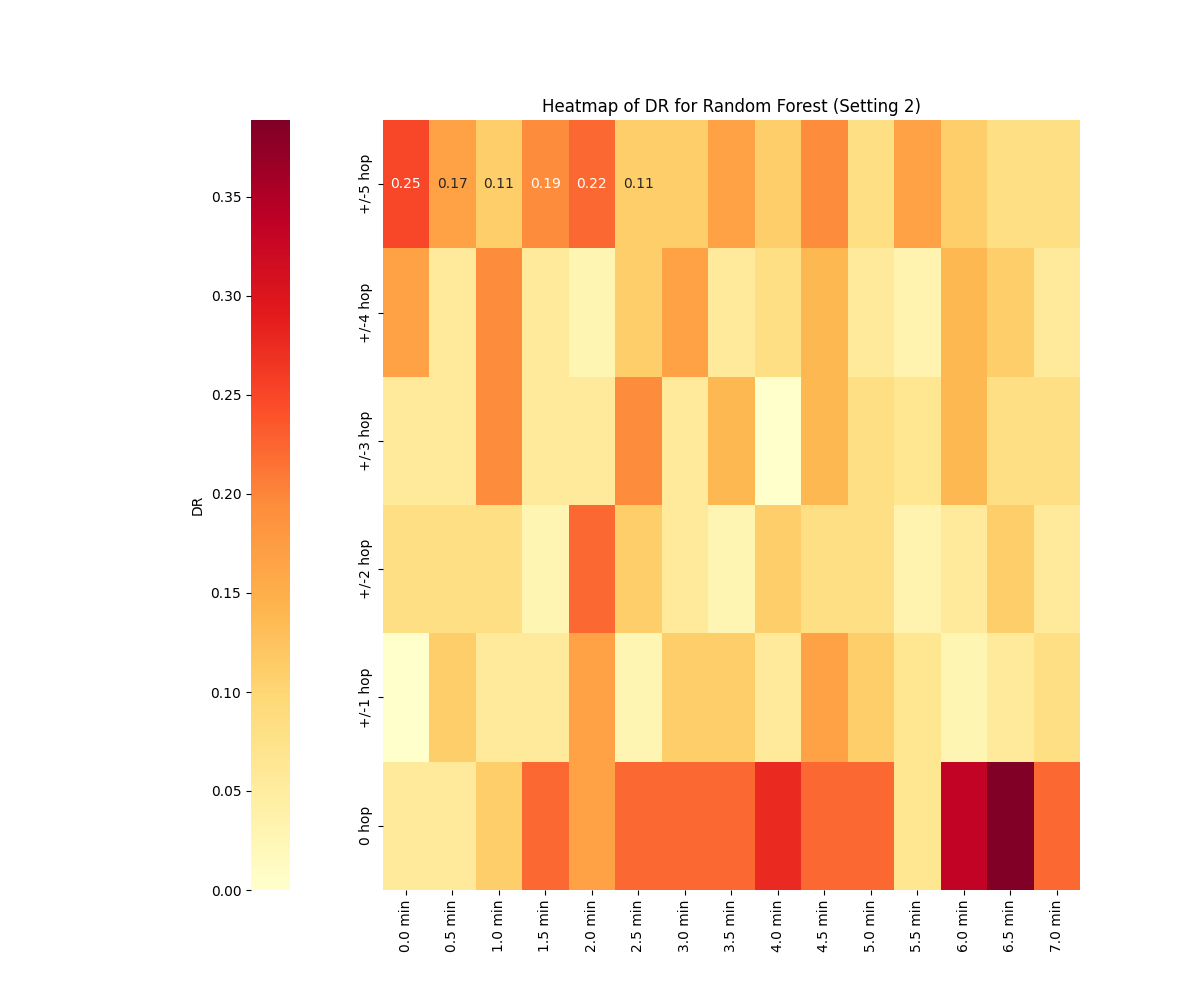 Heatmap of DR for Random Forest (Setting 2)
DR
0.35
0.30
0.25
0.20
0.15
0.10
0.05
0.00
+/-5 hop
+/-4 hop
+/-3 hop
+/-2 hop
+/-1 hop
0 hop
0.25 0.17 0.11 0.19 0.22 0.11
0.0 min 0.5 min 1.0 min 1.5 min 2.0 min 2.5 min 3.0 min 3.5 min 4.0 min 4.5 min 5.0 min 5.5 min 6.0 min 6.5 min 7.0 min